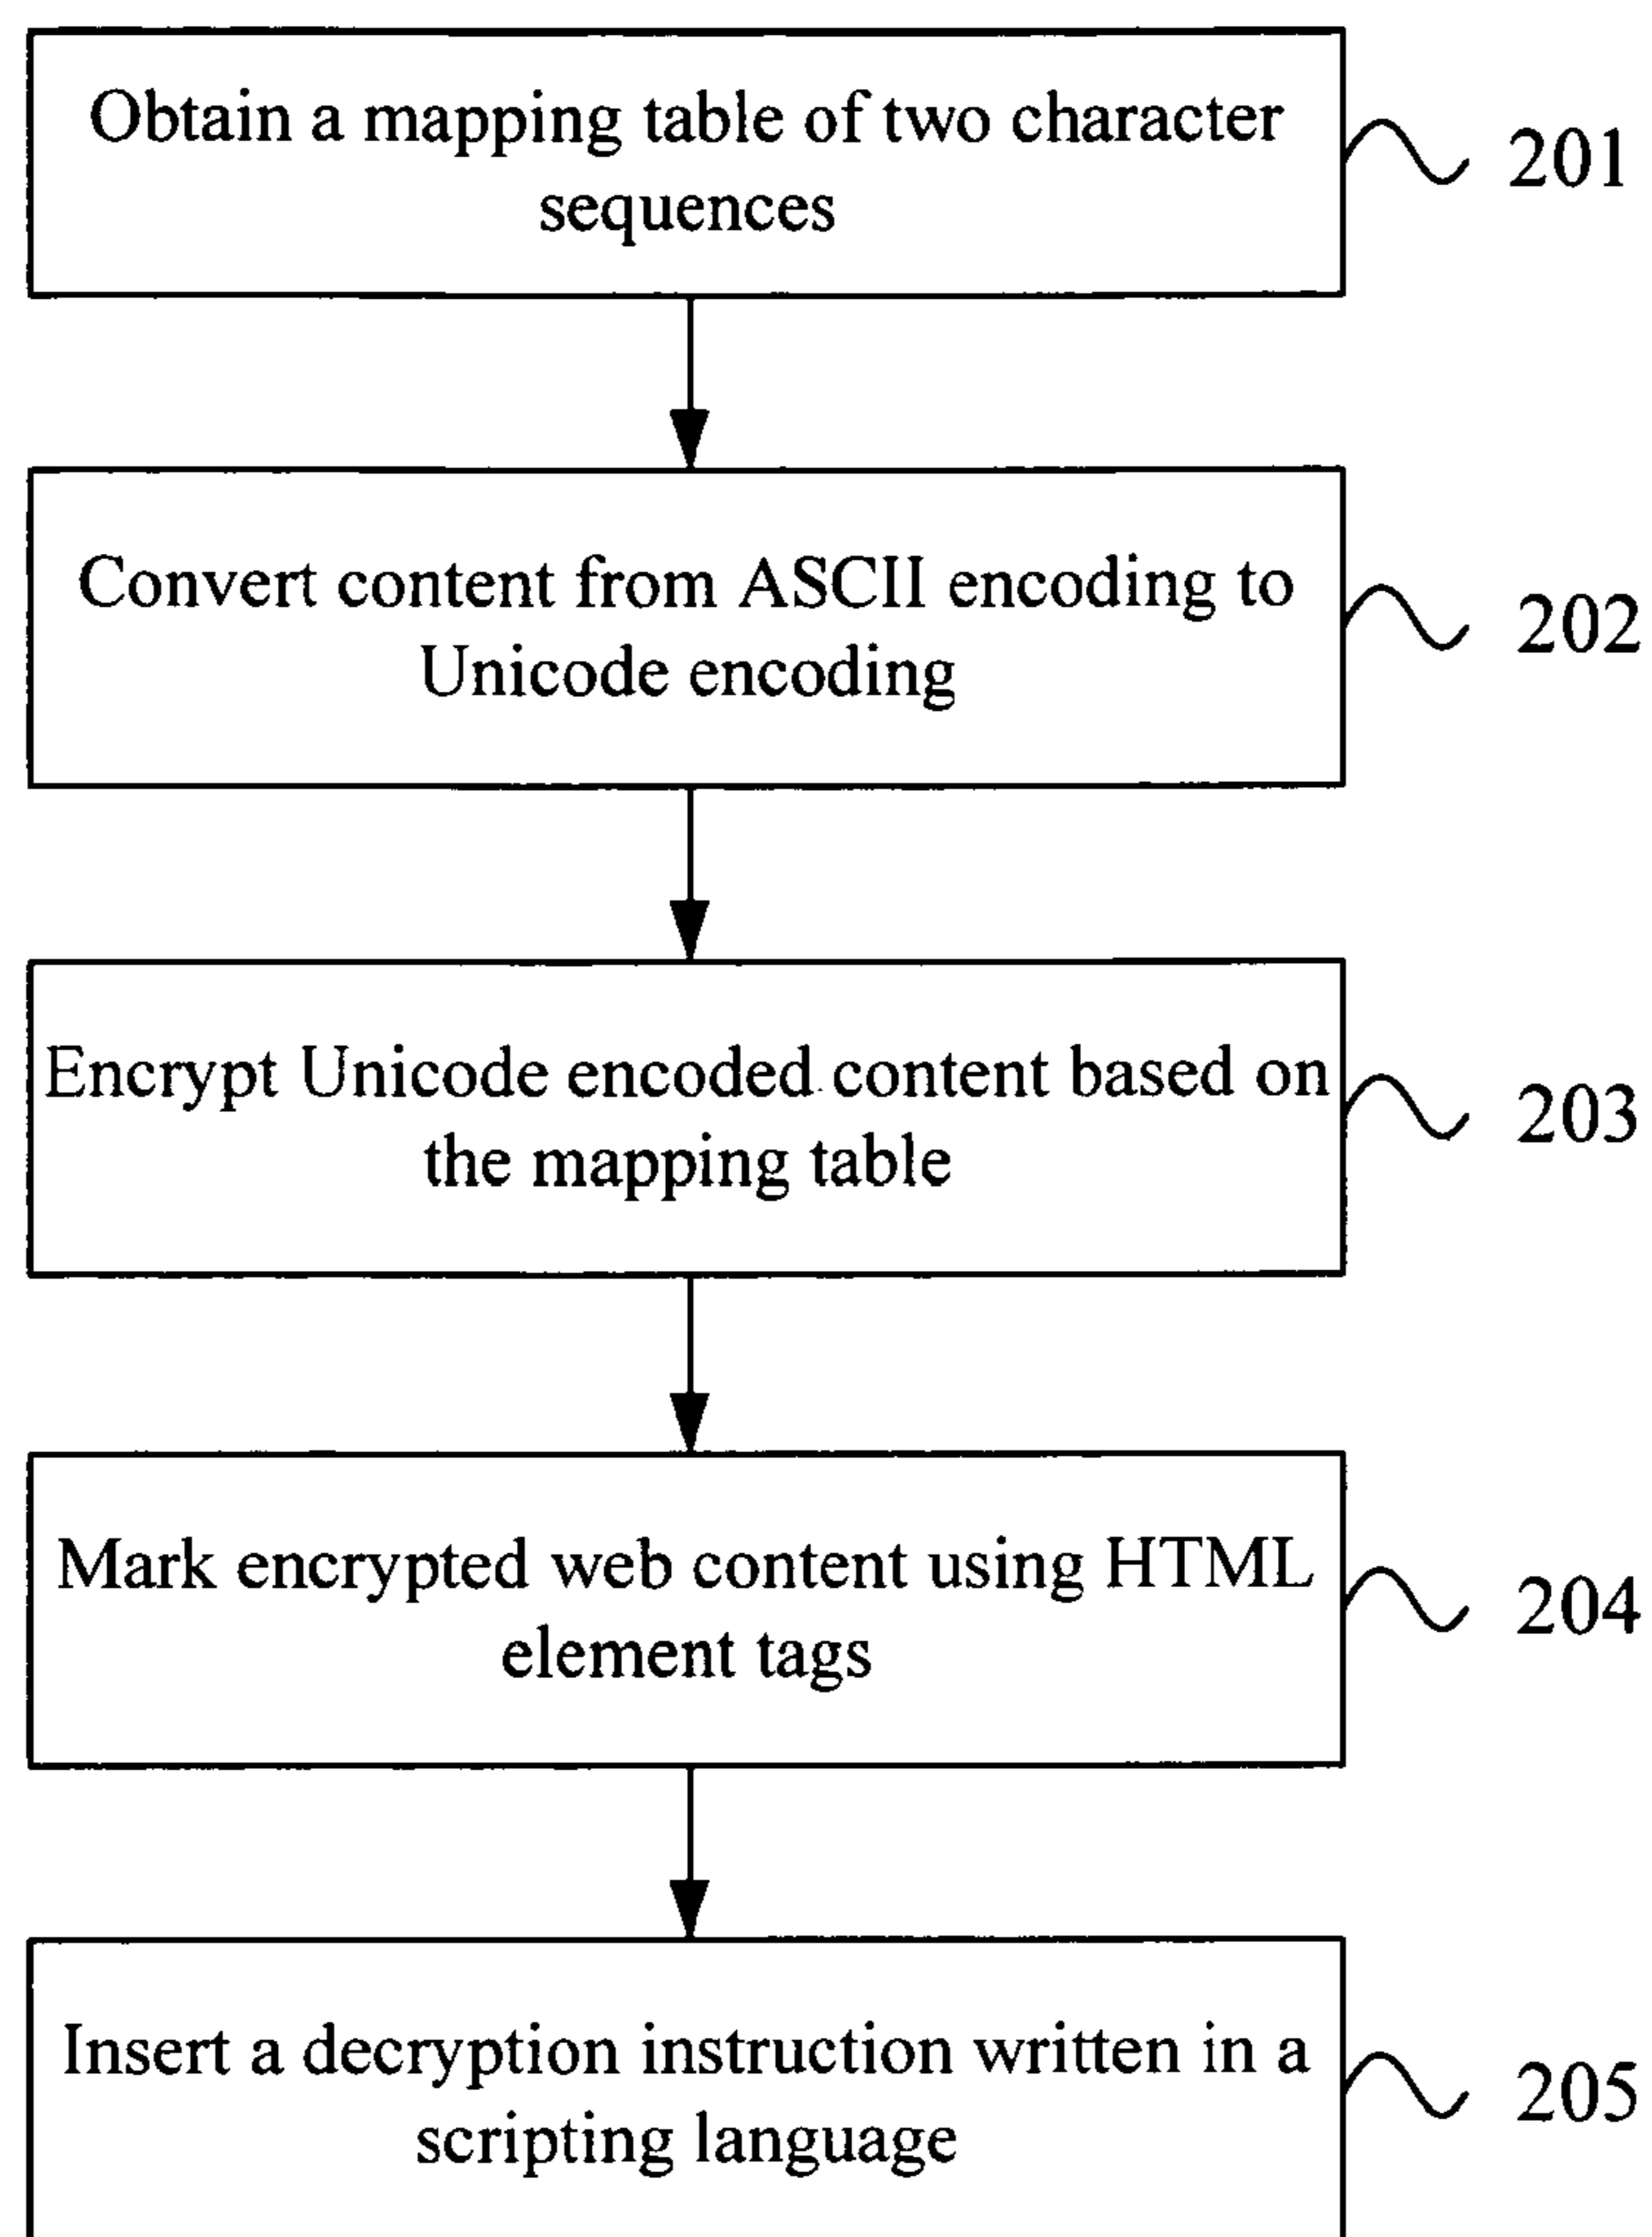 Obtain a mapping table of two character
sequences
201
Convert content from ASCII encoding to
Unicode encoding
202
Encrypt Unicode encoded content based on
the mapping table
203
Mark encrypted web content using HTML
element tags
204
Insert a decryption instruction written in a
scripting language
205